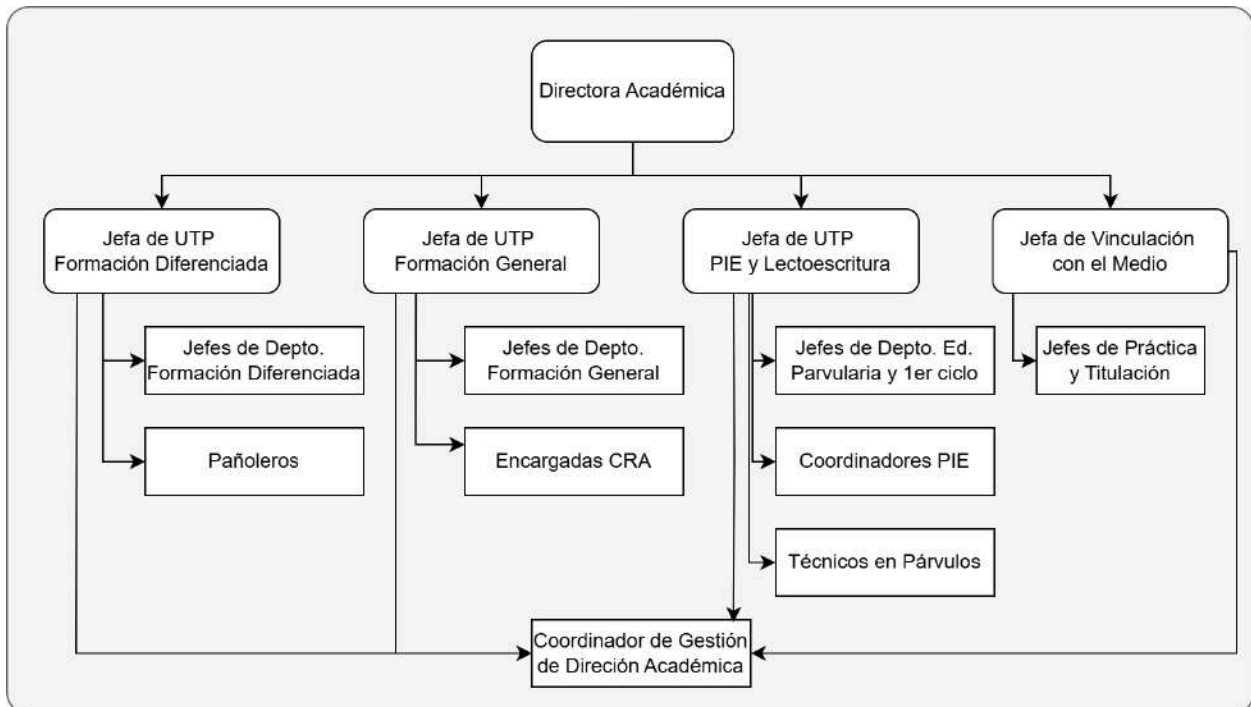 Directora Académica
Jefa de UTP
Formación Diferenciada
Jefa de UTP
Formación General
Jefa de UTP
PIE y Lectoescritura
Jefa de Vinculación
con el Medio
Jefes de Depto.
Formación Diferenciada
Jefes de Depto.
Formación General
Jefes de Depto. Ed.
Parvularia y 1er ciclo
Jefes de Práctica
y Titulación
Pañoleros
Encargadas CRA
Coordinadores PIE
Técnicos en Párvulos
Coordinador de Gestión
de Direción Académica